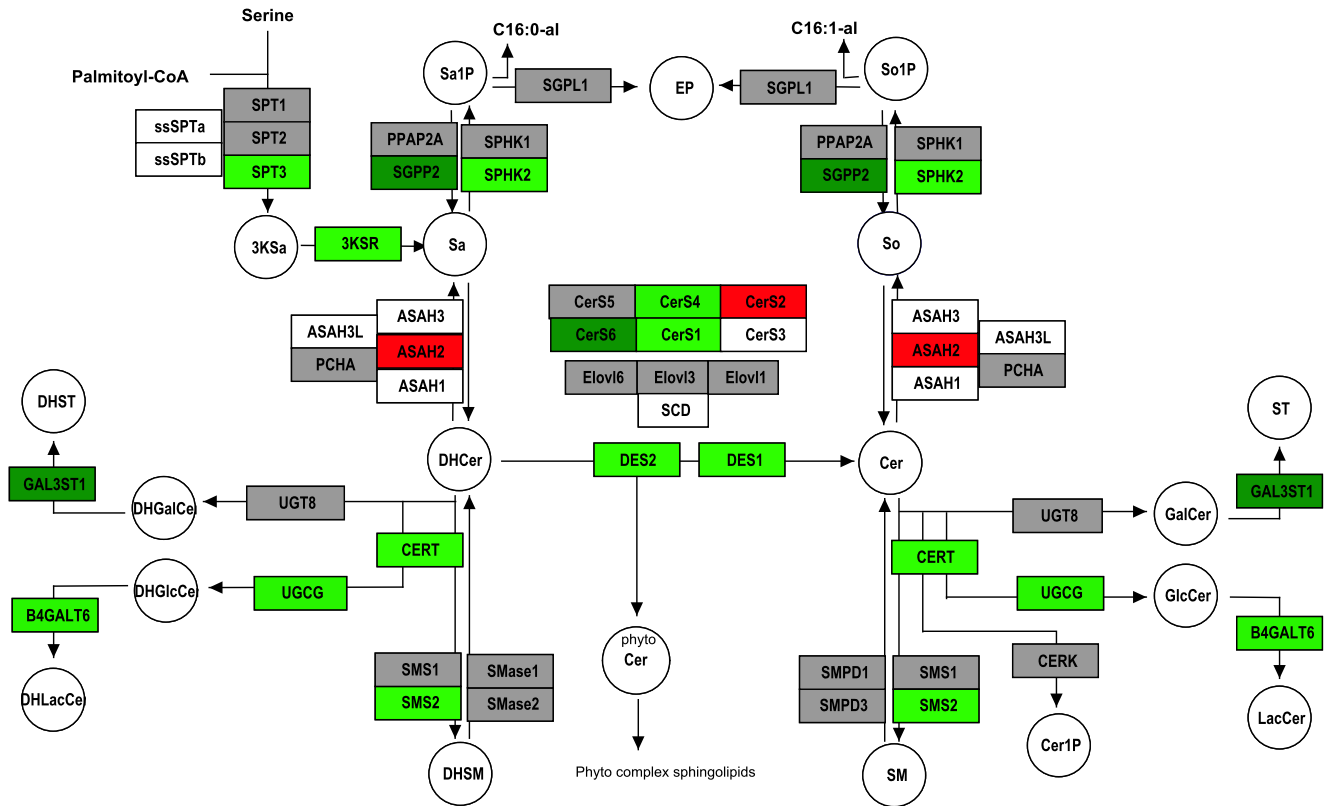 Serine
C16:0-al
C16:1-al
Palmitoyl-CoA
Sa1P
SGPL1
EP
SGPL1
So1P
SPT1
ssSPTa
SPT2
ssSPTb
SPT3
PPAP2A
SPHK1
SGPP2
SPHK2
PPAP2A
SPHK1
SGPP2
SPHK2
3KSa
3KSR
Sa
So
CerS5
CerS4
CerS2
CerS6
CerS1
CerS3
ASAH3
ASAH3L
ASAH2
PCHA
ASAH1
ASAH3
ASAH3L
ASAH2
PCHA
ASAH1
Elovl6
Elovl3
Elovl1
SCD
DHST
ST
DHCer
DES2
DES1
Cer
GAL3ST1
GAL3ST1
DHGalCe
UGT8
UGT8
GalCer
CERT
CERT
DHGlcCe
UGCG
UGCG
GlcCer
B4GALT6
B4GALT6
phyto
Cer
SMS1
SMase1
SMS2
SMase2
SMPD1
SMS1
SMPD3
SMS2
CERK
DHLacCe
LacCer
Cer1P
DHSM
Phyto complex sphingolipids
SM